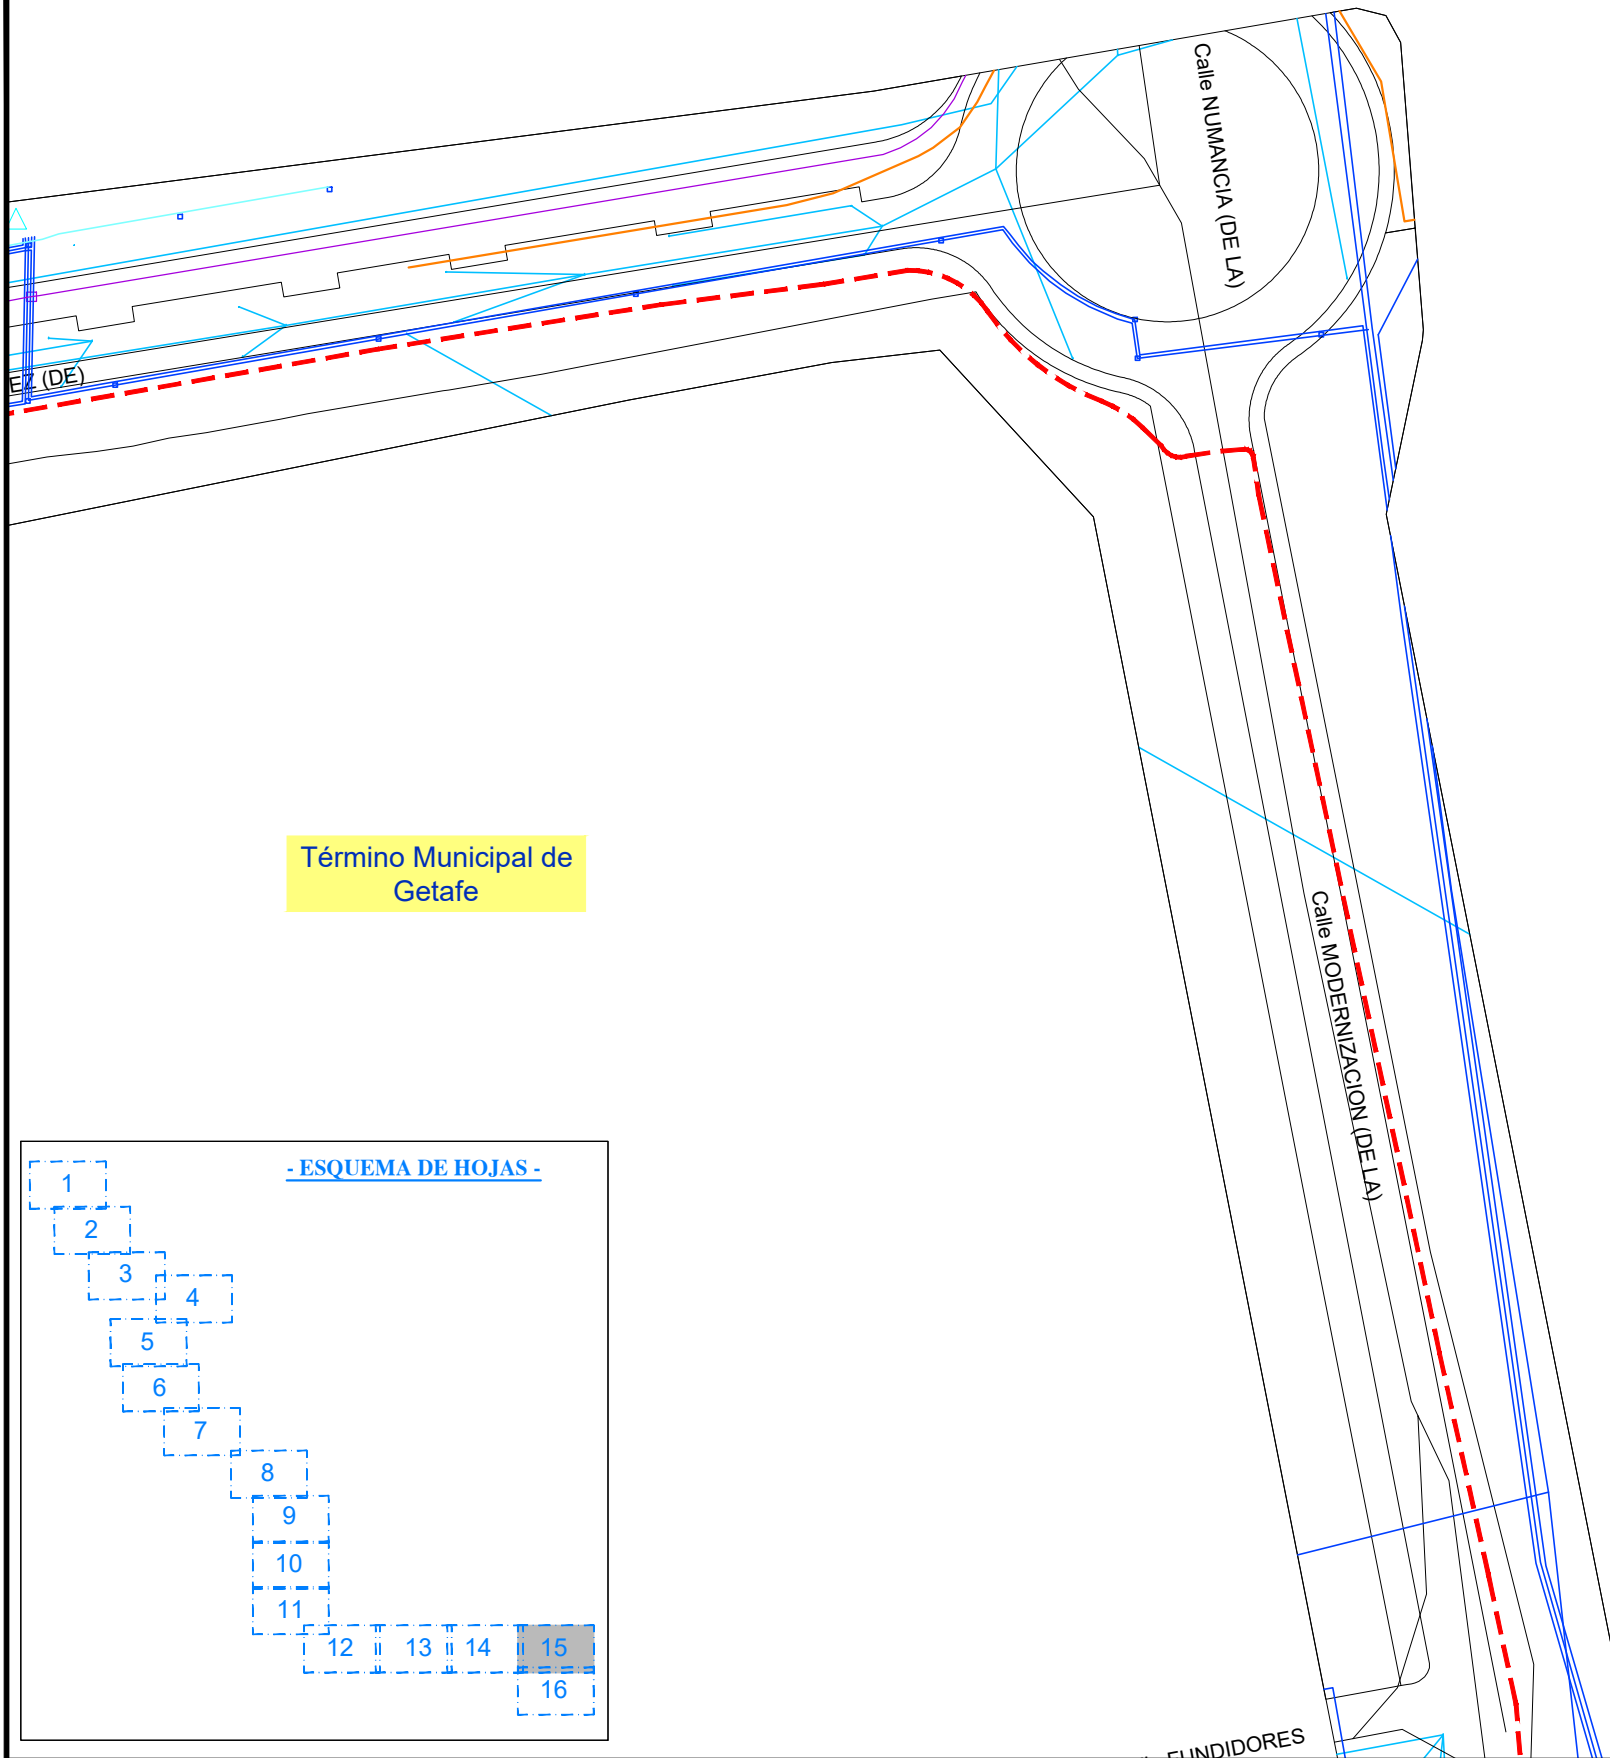 Calle NUMANCIA (DE LA)
EZ (DE)
Término Municipal de
Getafe
Calle MODERNIZACION (DE LA)
- ESQUEMA DE HOJAS -
1
2
3
4
5
6
7
8
9
10
11
12 13 14 15
16
FUNDIDORES